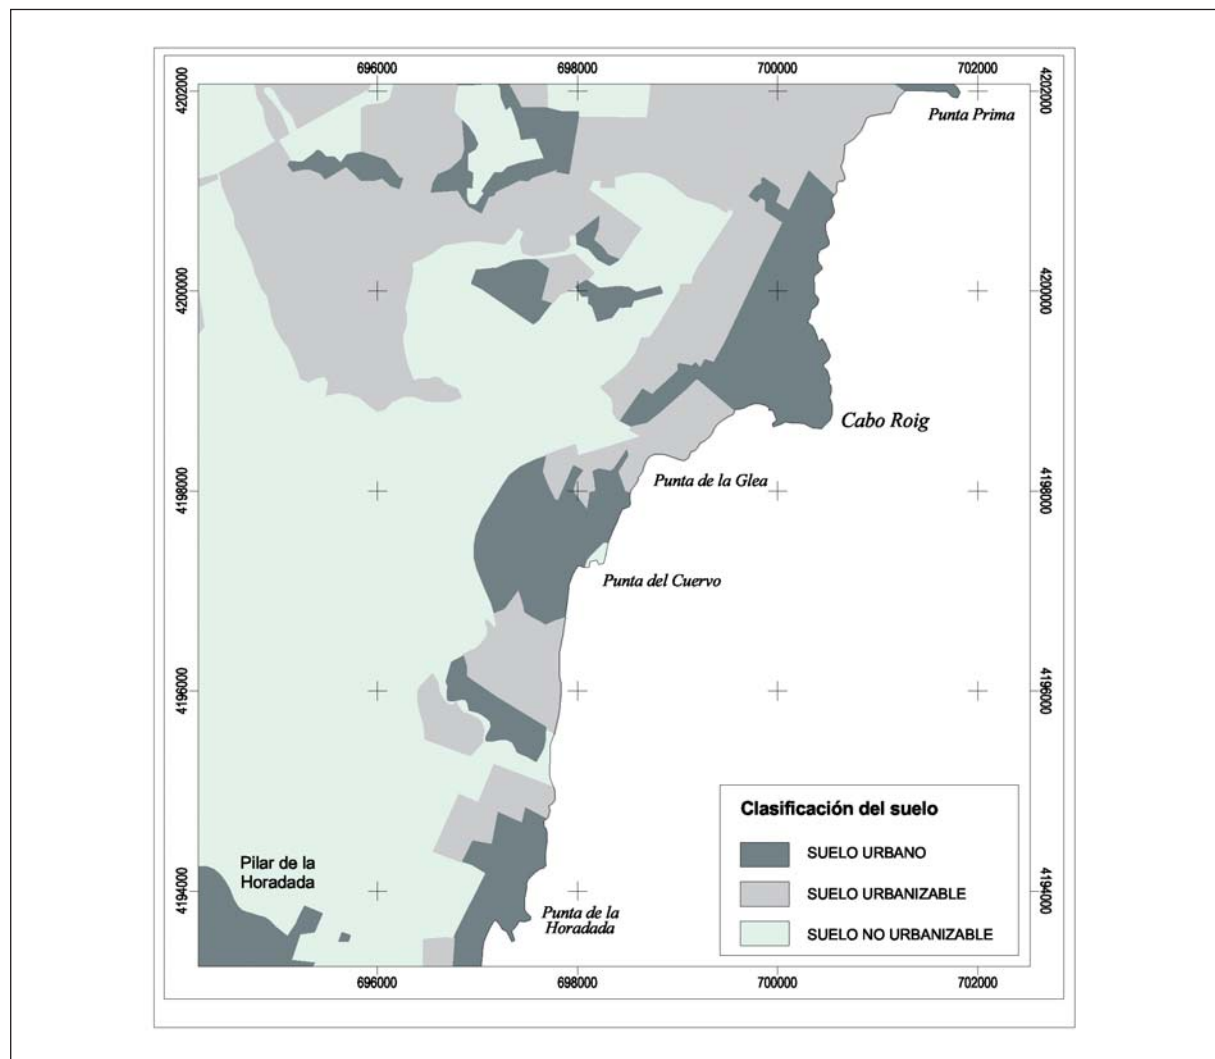 696000 698000 700000 702000
4202000 4202000
Punta Prima
4200000 4200000
Cabo Roig
Punta de la Glea
4198000 4198000
Punta del Cuervo
4196000 4196000
Clasificación del suelo
SUELO URBANO
SUELO URBANIZABLE
SUELO NO URBANIZABLE
Pilar de la
Horadada
4194000 4194000
Punta de la
Horadada
696000 698000 700000 702000